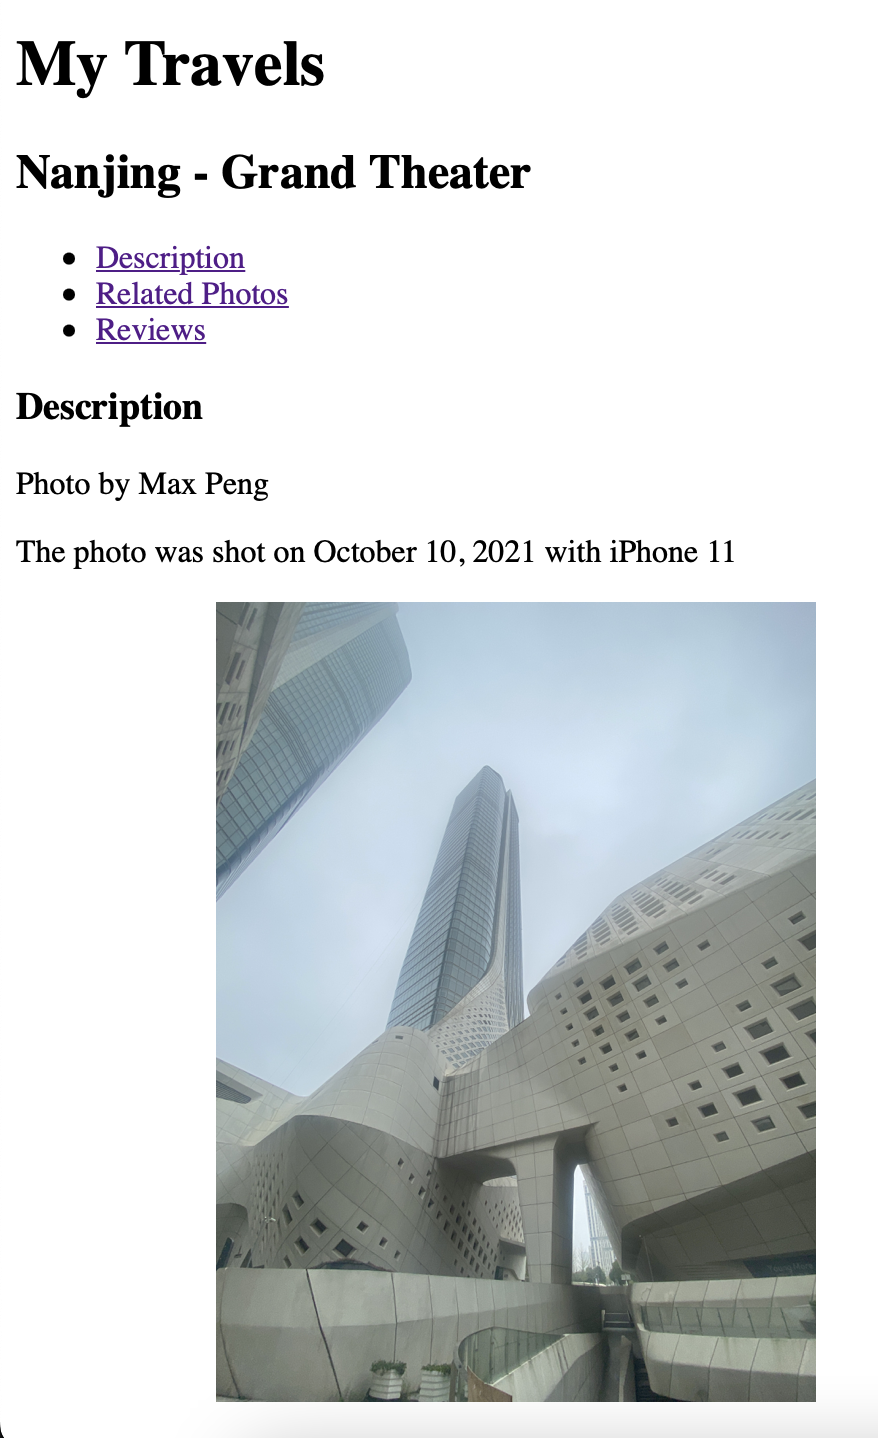 My Travels
Nanjing - Grand Theater
Description
Related Photos
Reviews
Description
Photo by Max Peng
The photo was shot on October 10, 2021 with iPhone 11